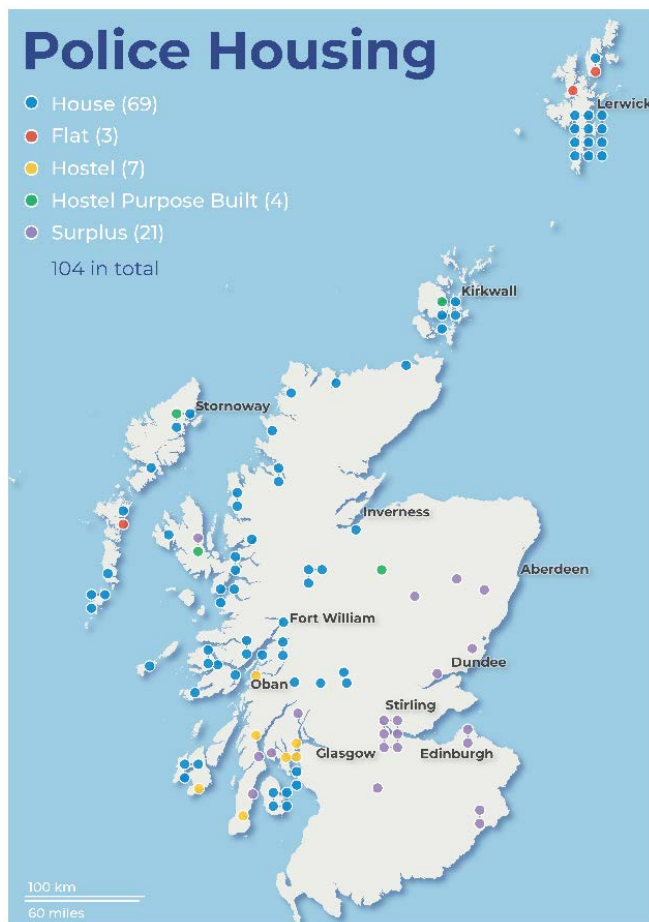 Police Housing
House (69)
Flat (3)
Hostel (7)
Hostel Purpose Built (4)
Surplus (21)
104 in total
Lerwick
Kirkwall
Stornoway
Inverness
Aberdeen
Fort William
Dundee
Oban
Stirling
Glasgow
Edinburgh
100 km
60 miles